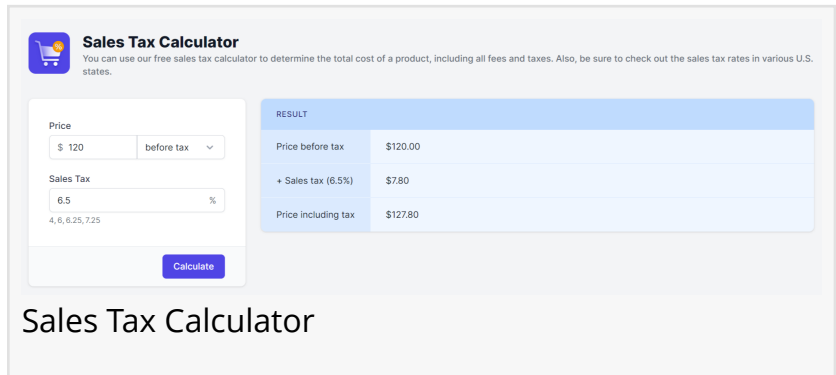 %
Sales Tax Calculator
You can use our free sales tax calculator to determine the total cost of a product, including all fees and taxes. Also, be sure to check out the sales tax rates in various U.S.
states.
Price
$ 120 before tax
Sales Tax
6.5 %
4, 6, 6.25, 7.25
Calculate
RESULT
Price before tax $120.00
+ Sales tax (6.5%) $7.80
Price including tax $127.80
Sales Tax Calculator